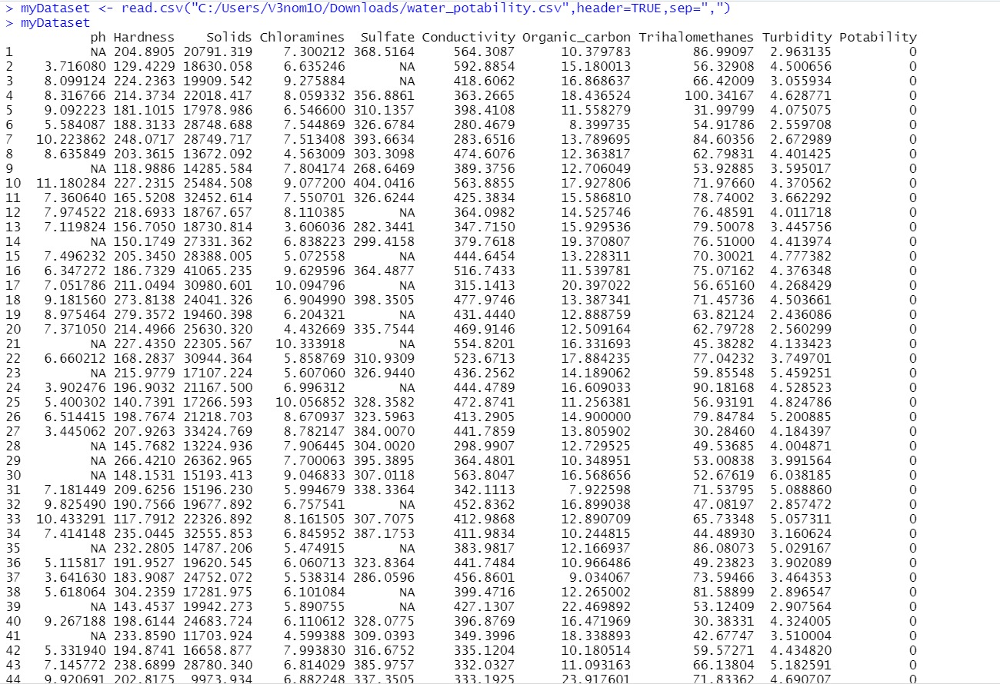 > myDataset <- read.csv("C:/Users/V3nom1O/Downloads/water_potability.csv",header=TRUE,sep=",")
> myDataset
ph Hardness Solids Chloramines Sulfate Conductivity Organic_carbon Trihalomethanes Turbidity Potability
1 NA 204.8905 20791.319 7.300212 368.5164 564.3087 10.379783 86.99097 2.963135 0
2 3.716080 129.4229 18630.058 6.635246 NA 592.8854 15.180013 56.32908 4.500656 0
3 8.099124 224.2363 19909.542 9.275884 NA 418.6062 16.868637 66.42009 3.055934 0
4 8.316766 214.3734 22018.417 8.059332 356.8861 363.2665 18.436524 100.34167 4.628771 0
5 9.092223 181.1015 17978.986 6.546600 310.1357 398.4108 11.558279 31.99799 4.075075 0
6 5.584087 188.3133 28748.688 7.544869 326.6784 280.4679 8.399735 54.91786 2.559708 0
7 10.223862 248.0717 28749.717 7.513408 393.6634 283.6516 13.789695 84.60356 2.672989 0
8 8.635849 203.3615 13672.092 4.563009 303.3098 474.6076 12.363817 62.79831 4.401425 0
9 NA 118.9886 14285.584 7.804174 268.6469 389.3756 12.706049 53.92885 3.595017 0
10 11.180284 227.2315 25484.508 9.077200 404.0416 563.8855 17.927806 71.97660 4.370562 0
11 7.360640 165.5208 32452.614 7.550701 326.6244 425.3834 15.586810 78.74002 3.662292 0
12 7.974522 218.6933 18767.657 8.110385 NA 364.0982 14.525746 76.48591 4.011718 0
13 7.119824 156.7050 18730.814 3.606036 282.3441 347.7150 15.929536 79.50078 3.445756 0
14 NA 150.1749 27331.362 6.838223 299.4158 379.7618 19.370807 76.51000 4.413974 0
15 7.496232 205.3450 28388.005 5.072558 NA 444.6454 13.228311 70.30021 4.777382 0
16 6.347272 186.7329 41065.235 9.629596 364.4877 516.7433 11.539781 75.07162 4.376348 0
17 7.051786 211.0494 30980.601 10.094796 NA 315.1413 20.397022 56.65160 4.268429 0
18 9.181560 273.8138 24041.326 6.904990 398.3505 477.9746 13.387341 71.45736 4.503661 0
19 8.975464 279.3572 19460.398 6.204321 NA 431.4440 12.888759 63.82124 2.436086 0
20 7.371050 214.4966 25630.320 4.432669 335.7544 469.9146 12.509164 62.79728 2.560299 0
21 NA 227.4350 22305.567 10.333918 NA 554.8201 16.331693 45.38282 4.133423 0
22 6.660212 168.2837 30944.364 5.858769 310.9309 523.6713 17.884235 77.04232 3.749701 0
23 NA 215.9779 17107.224 5.607060 326.9440 436.2562 14.189062 59.85548 5.459251 0
24 3.902476 196.9032 21167.500 6.996312 NA 444.4789 16.609033 90.18168 4.528523 0
25 5.400302 140.7391 17266.593 10.056852 328.3582 472.8741 11.256381 56.93191 4.824786 0
26 6.514415 198.7674 21218.703 8.670937 323.5963 413.2905 14.900000 79.84784 5.200885 0
27 3.445062 207.9263 33424.769 8.782147 384.0070 441.7859 13.805902 30.28460 4.184397 0
28 NA 145.7682 13224.936 7.906445 304.0020 298.9907 12.729525 49.53685 4.004871 0
29 NA 266.4210 26362.965 7.700063 395.3895 364.4801 10.348951 53.00838 3.991564 0
30 NA 148.1531 15193.413 9.046833 307.0118 563.8047 16.568656 52.67619 6.038185 0
31 7.181449 209.6256 15196.230 5.994679 338.3364 342.1113 7.922598 71.53795 5.088860 0
32 9.825490 190.7566 19677.892 6.757541 NA 452.8362 16.899038 47.08197 2.857472 0
33 10.433291 117.7912 22326.892 8.161505 307.7075 412.9868 12.890709 65.73348 5.057311 0
34 7.414148 235.0445 32555.853 6.845952 387.1753 411.9834 10.244815 44.48930 3.160624 0
35 NA 232.2805 14787.206 5.474915 NA 383.9817 12.166937 86.08073 5.029167 0
36 5.115817 191.9527 19620.545 6.060713 323.8364 441.7484 10.966486 49.23823 3.902089 0
37 3.641630 183.9087 24752.072 5.538314 286.0596 456.8601 9.034067 73.59466 3.464353 0
38 5.618064 304.2359 17281.975 6.101084 NA 399.4716 12.265002 81.58899 2.896547 0
39 NA 143.4537 19942.273 5.890755 NA 427.1307 22.469892 53.12409 2.907564 0
40 9.267188 198.6144 24683.724 6.110612 328.0775 396.8769 16.471969 30.38331 4.324005 0
41 NA 233.8590 11703.924 4.599388 309.0393 349.3996 18.338893 42.67747 3.510004 0
42 5.331940 194.8741 16658.877 7.993830 316.6752 335.1204 10.180514 59.57271 4.434820 0
43 7.145772 238.6899 28780.340 6.814029 385.9757 332.0327 11.093163 66.13804 5.182591 0
44 9.920691 202.8175 9973.934 6.882248 337.3505 333.1925 23.917601 71.83362 4.690707 0